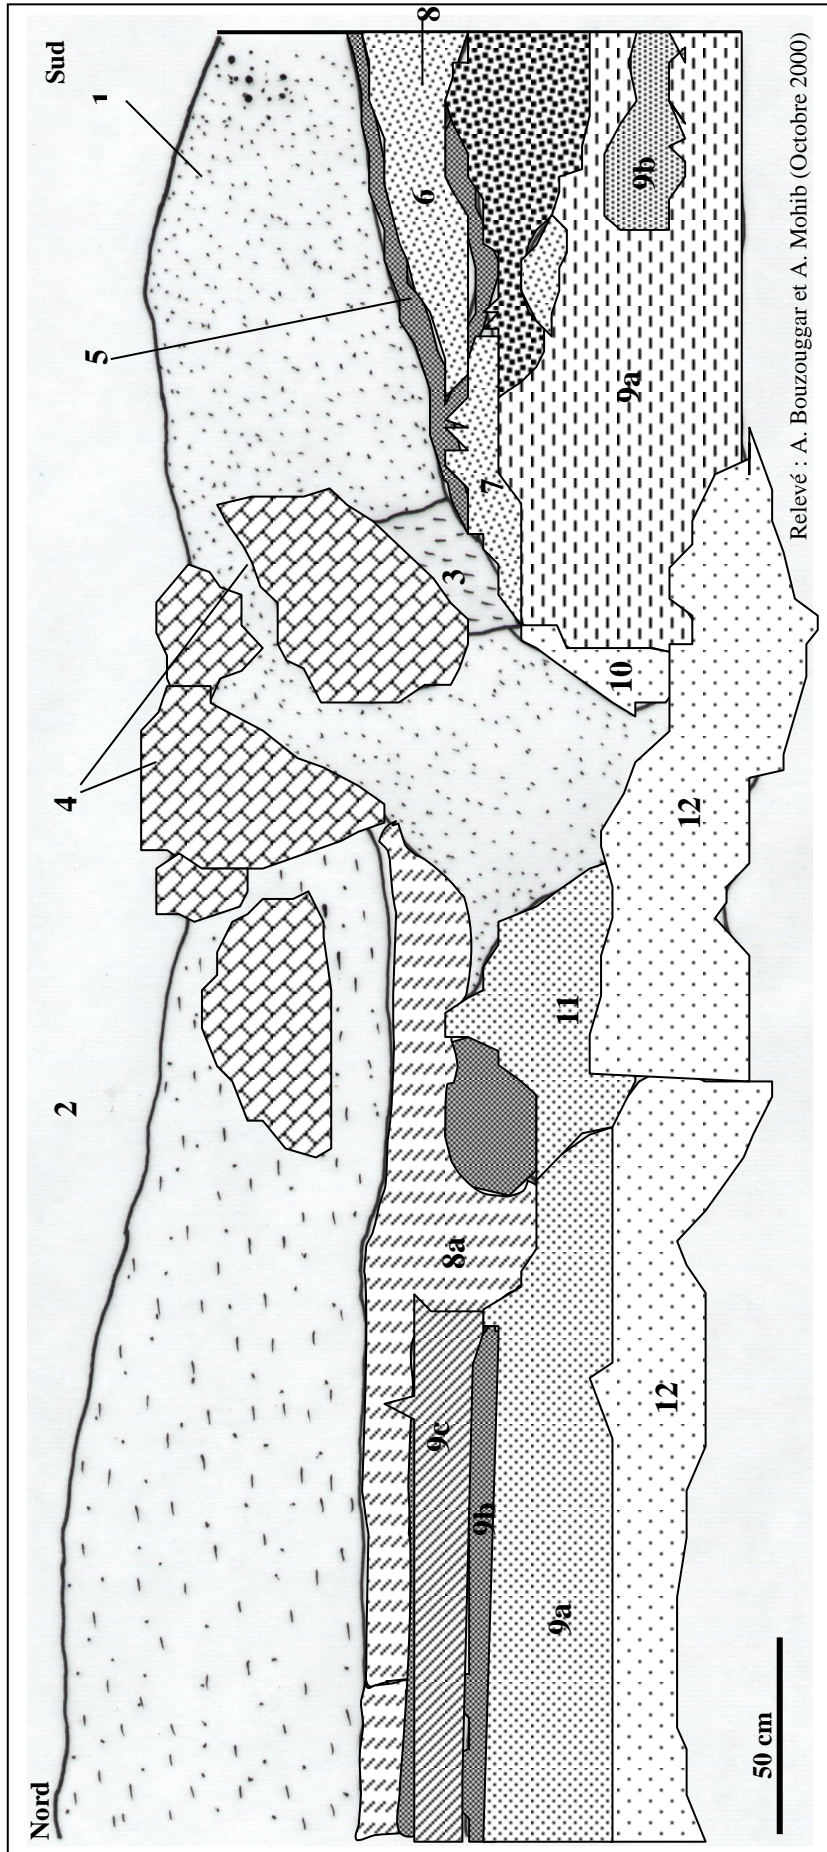 Nord
Sud
2
4
5
1
8
3
6
7
8a
9c
9b
9a
11
10
9a
9b
12
12
50 cm
Relevé : A. Bouzouggar et A. Mohib (Octobre 2000)